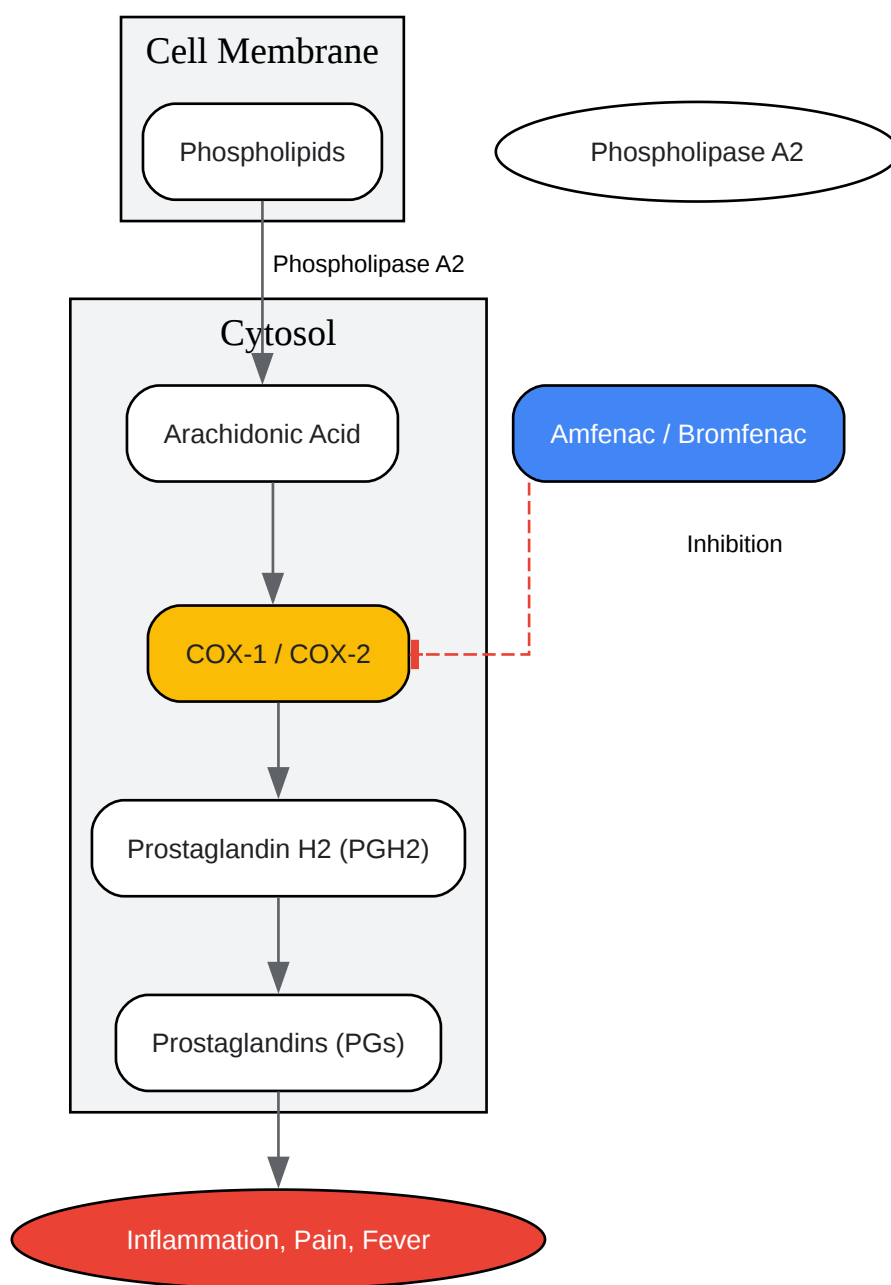 Cell Membrane
Phospholipids
Phospholipase A2
Phospholipase A2
Cytosol
Arachidonic Acid
Amfenac / Bromfenac
Inhibition
COX-1 / COX-2
Prostaglandin H2 (PGH2)
Prostaglandins (PGs)
Inflammation, Pain, Fever